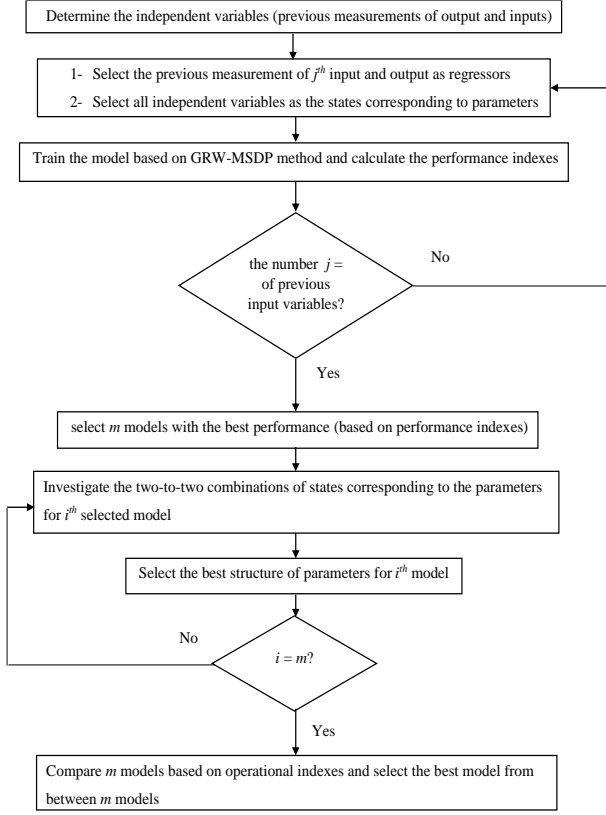 Determine the independent variables (previous measurements of output and inputs)
1- Select the previous measurement of jth input and output as regressors
2- Select all independent variables as the states corresponding to parameters
Train the model based on GRW-MSDP method and calculate the performance indexes
the number j =
of previous
input variables?
No
Yes
select m models with the best performance (based on performance indexes)
Investigate the two-to-two combinations of states corresponding to the parameters
for ith selected model
Select the best structure of parameters for ith model
No
i = m?
Yes
Compare m models based on operational indexes and select the best model from
between m models